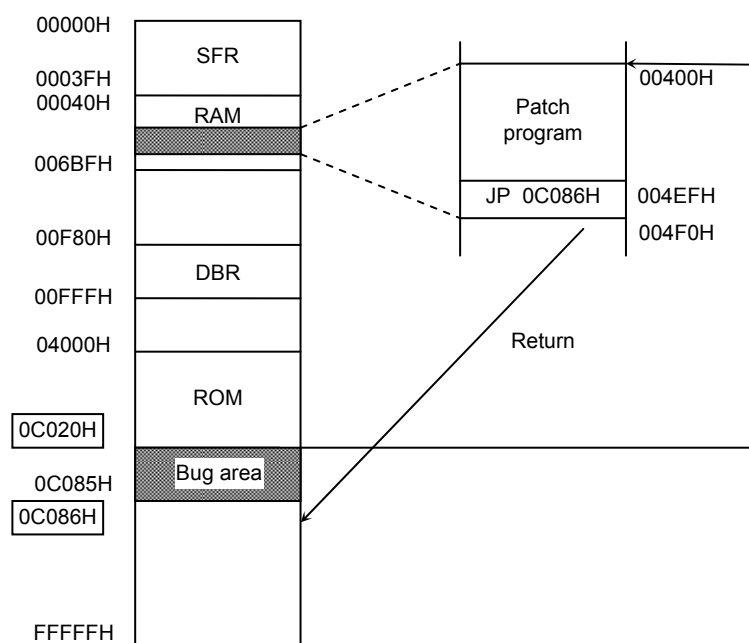 00000H
SFR
0003FH
00040H
RAM
006BFH
00F80H
DBR
00FFFH
04000H
ROM
0C020H
Bug area
0C085H
0C086H
FFFFFH
00400H
Patch
program
JP 0C086H
004EFH
004F0H
Return